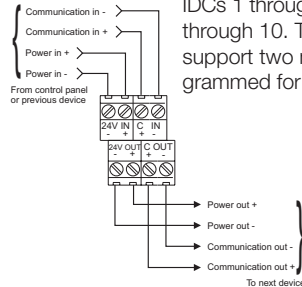 Communication in -
Communication in +
Power in +
Power in -
From control panel
or previous device
IDCs 1 throug
through 10. T
support two r
grammed for
24V IN C IN
- + + -
24V OUT C OUT
- + + -
Power out +
Power out -
Communication out -
Communication out +
To next device